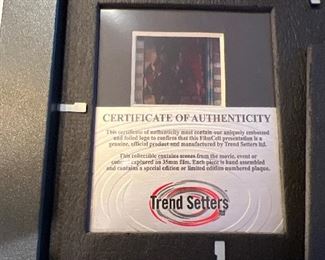 CERTIFICATE OF AUTHENTICITY
This certificate of authenticity must contain our uniquely embossed
and foiled logo to confirm that this FilmCell presentation is a
genuine, official product and manufactured by Trend Setters ltd.
This collectible contains scenes from the movie, event or
captured on 35mm film. Each piece is hand assembled
and contains a special edition or limited edition numbered plaque.
Trend Setters
ltd